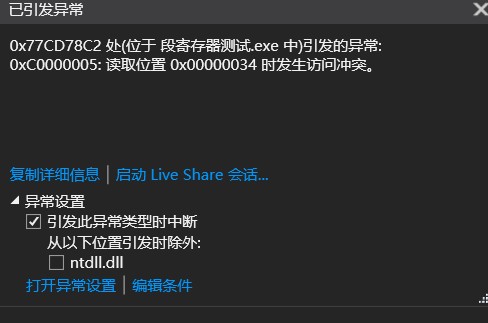 已引发异常
0x77CD78C2 处(位于 段寄存器测试.exe 中)引发的异常:
0xC0000005: 读取位置 0x00000034 时发生访问冲突。
复制详细信息 | 启动 Live Share 会话...
异常设置
引发此异常类型时中断
从以下位置引发时除外:
ntdll.dll
打开异常设置 | 编辑条件